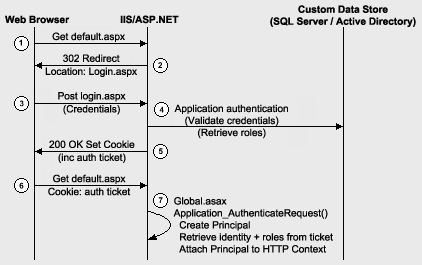 Web Browser
IIS/ASP.NET
Custom Data Store
(SQL Server / Active Directory)
1
Get default.aspx
302 Redirect
2
Location: Login.aspx
3
Post login.aspx
(Credentials)
4
Application authentication
(Validate credentials)
(Retrieve roles)
200 OK Set Cookie
5
(inc auth ticket)
6
Get default.aspx
Cookie: auth ticket
7
Global.asax
Application_AuthenticateRequest()
Create Principal
Retrieve identity + roles from ticket
Attach Principal to HTTP Context